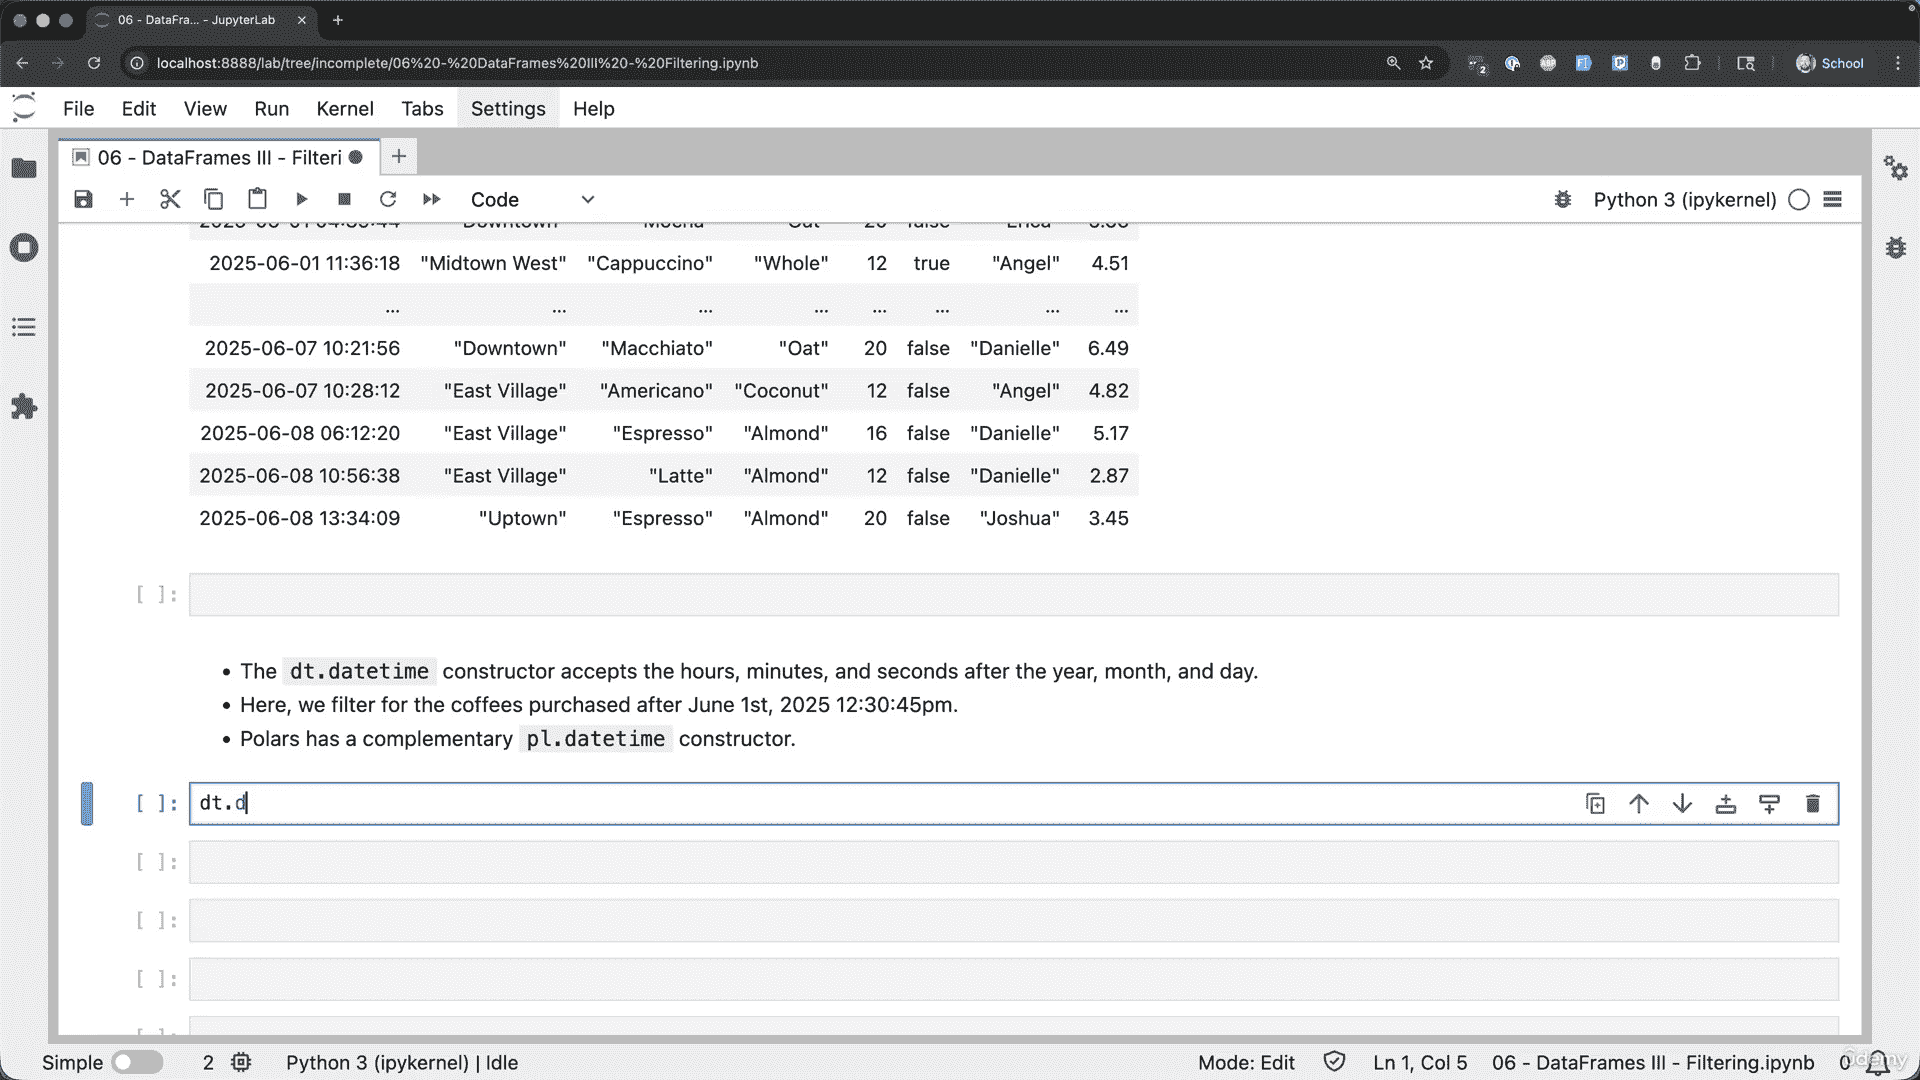 06 - DataFra... - JupyterLab
localhost:8888/lab/tree/incomplete/06%20-%20DataFrames%20III%20-%20Filtering.ipynb
2
School
File Edit View Run Kernel Tabs Settings Help
06 - DataFrames III - Filteri
Code
Python 3 (ipykernel)
2025-06-01 11:36:18 "Midtown West" "Cappuccino" "Whole" 12 true "Angel" 4.51
… … … … … … … …
2025-06-07 10:21:56 "Downtown" "Macchiato" "Oat" 20 false "Danielle" 6.49
2025-06-07 10:28:12 "East Village" "Americano" "Coconut" 12 false "Angel" 4.82
2025-06-08 06:12:20 "East Village" "Espresso" "Almond" 16 false "Danielle" 5.17
2025-06-08 10:56:38 "East Village" "Latte" "Almond" 12 false "Danielle" 2.87
2025-06-08 13:34:09 "Uptown" "Espresso" "Almond" 20 false "Joshua" 3.45
[ ]:
• The dt.datetime constructor accepts the hours, minutes, and seconds after the year, month, and day.
• Here, we filter for the coffees purchased after June 1st, 2025 12:30:45pm.
• Polars has a complementary pl.datetime constructor.
[ ]: dt.d
[ ]:
[ ]:
[ ]:
Simple 2 Python 3 (ipykernel) | Idle Mode: Edit Ln 1, Col 5 06 - DataFrames III - Filtering.ipynb 0
Udemy